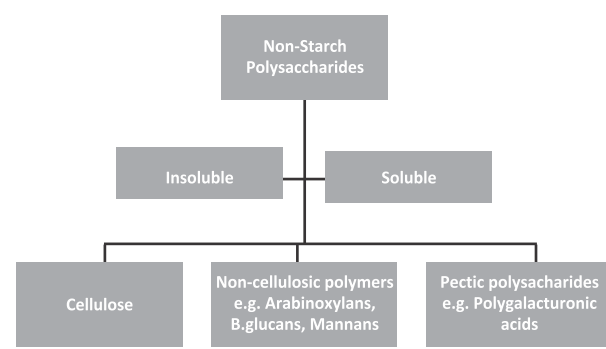 Non-Starch
Polysaccharides
Insoluble
Soluble
Cellulose
Non-cellulosic polymers
e.g. Arabinoxylans,
B.glucans, Mannans
Pectic polysacharides
e.g. Polygalacturonic
acids